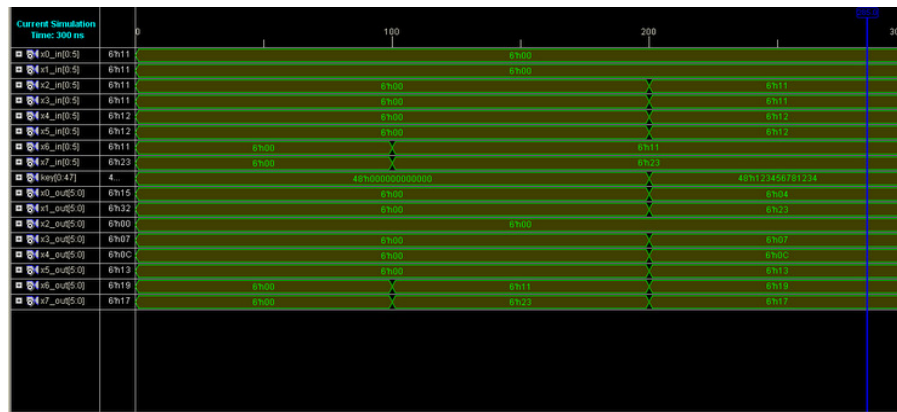 Current Simulation
Time: 300 ns
0 100 200 30
x0_in[0:5] 6'h11 6'h00
x1_in[0:5] 6'h11 6'h00
x2_in[0:5] 6'h11 6'h00 6'h11
x3_in[0:5] 6'h11 6'h00 6'h11
x4_in[0:5] 6'h12 6'h00 6'h12
x5_in[0:5] 6'h12 6'h00 6'h12
x6_in[0:5] 6'h11 6'h00 6'h11
x7_in[0:5] 6'h23 6'h00 6'h23
key[0:47] 4... 48'h000000000000 48'h123456781234
x0_out[5:0] 6'h15 6'h00 6'h04
x1_out[5:0] 6'h32 6'h00 6'h23
x2_out[5:0] 6'h00 6'h00
x3_out[5:0] 6'h07 6'h00 6'h07
x4_out[5:0] 6'h0C 6'h00 6'h0C
x5_out[5:0] 6'h13 6'h00 6'h13
x6_out[5:0] 6'h19 6'h00 6'h11 6'h19
x7_out[5:0] 6'h17 6'h00 6'h23 6'h17